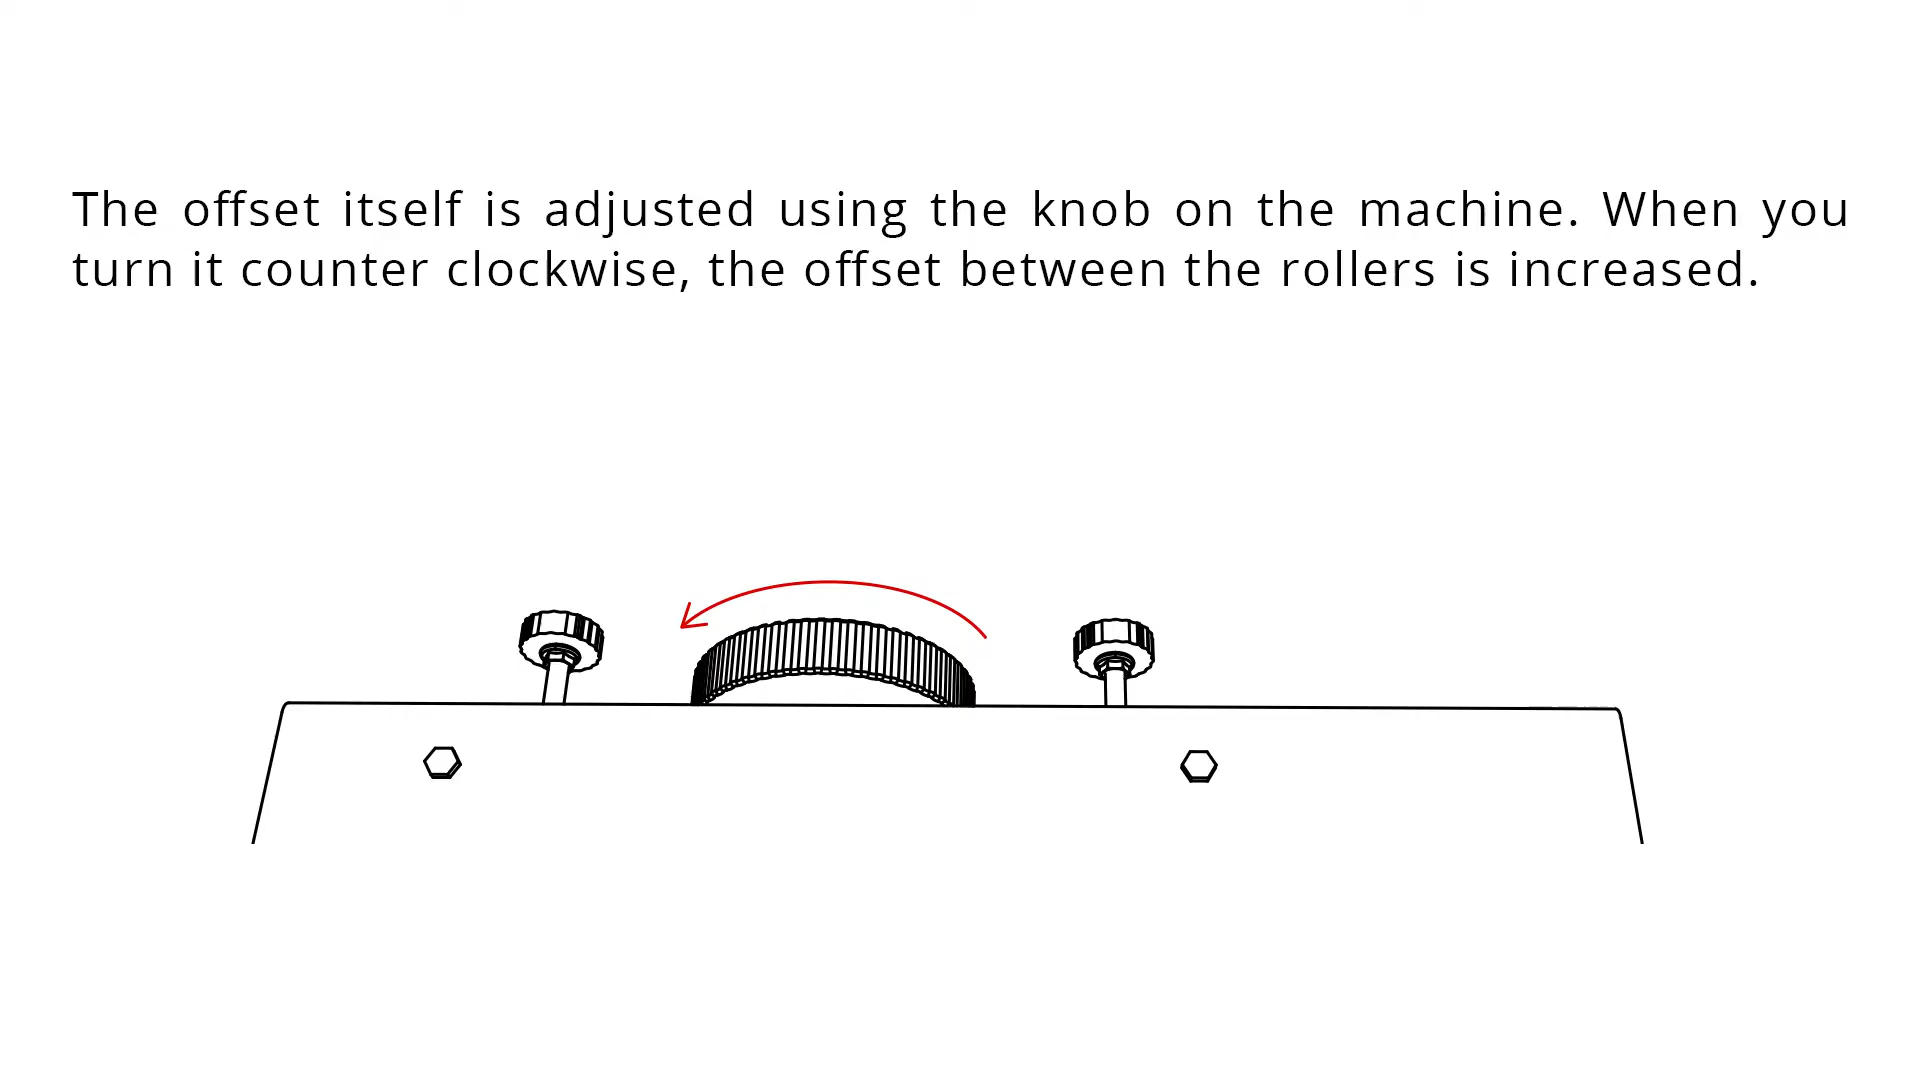 The offset itself is adjusted using the knob on the machine. When you
turn it counter clockwise, the offset between the rollers is increased.